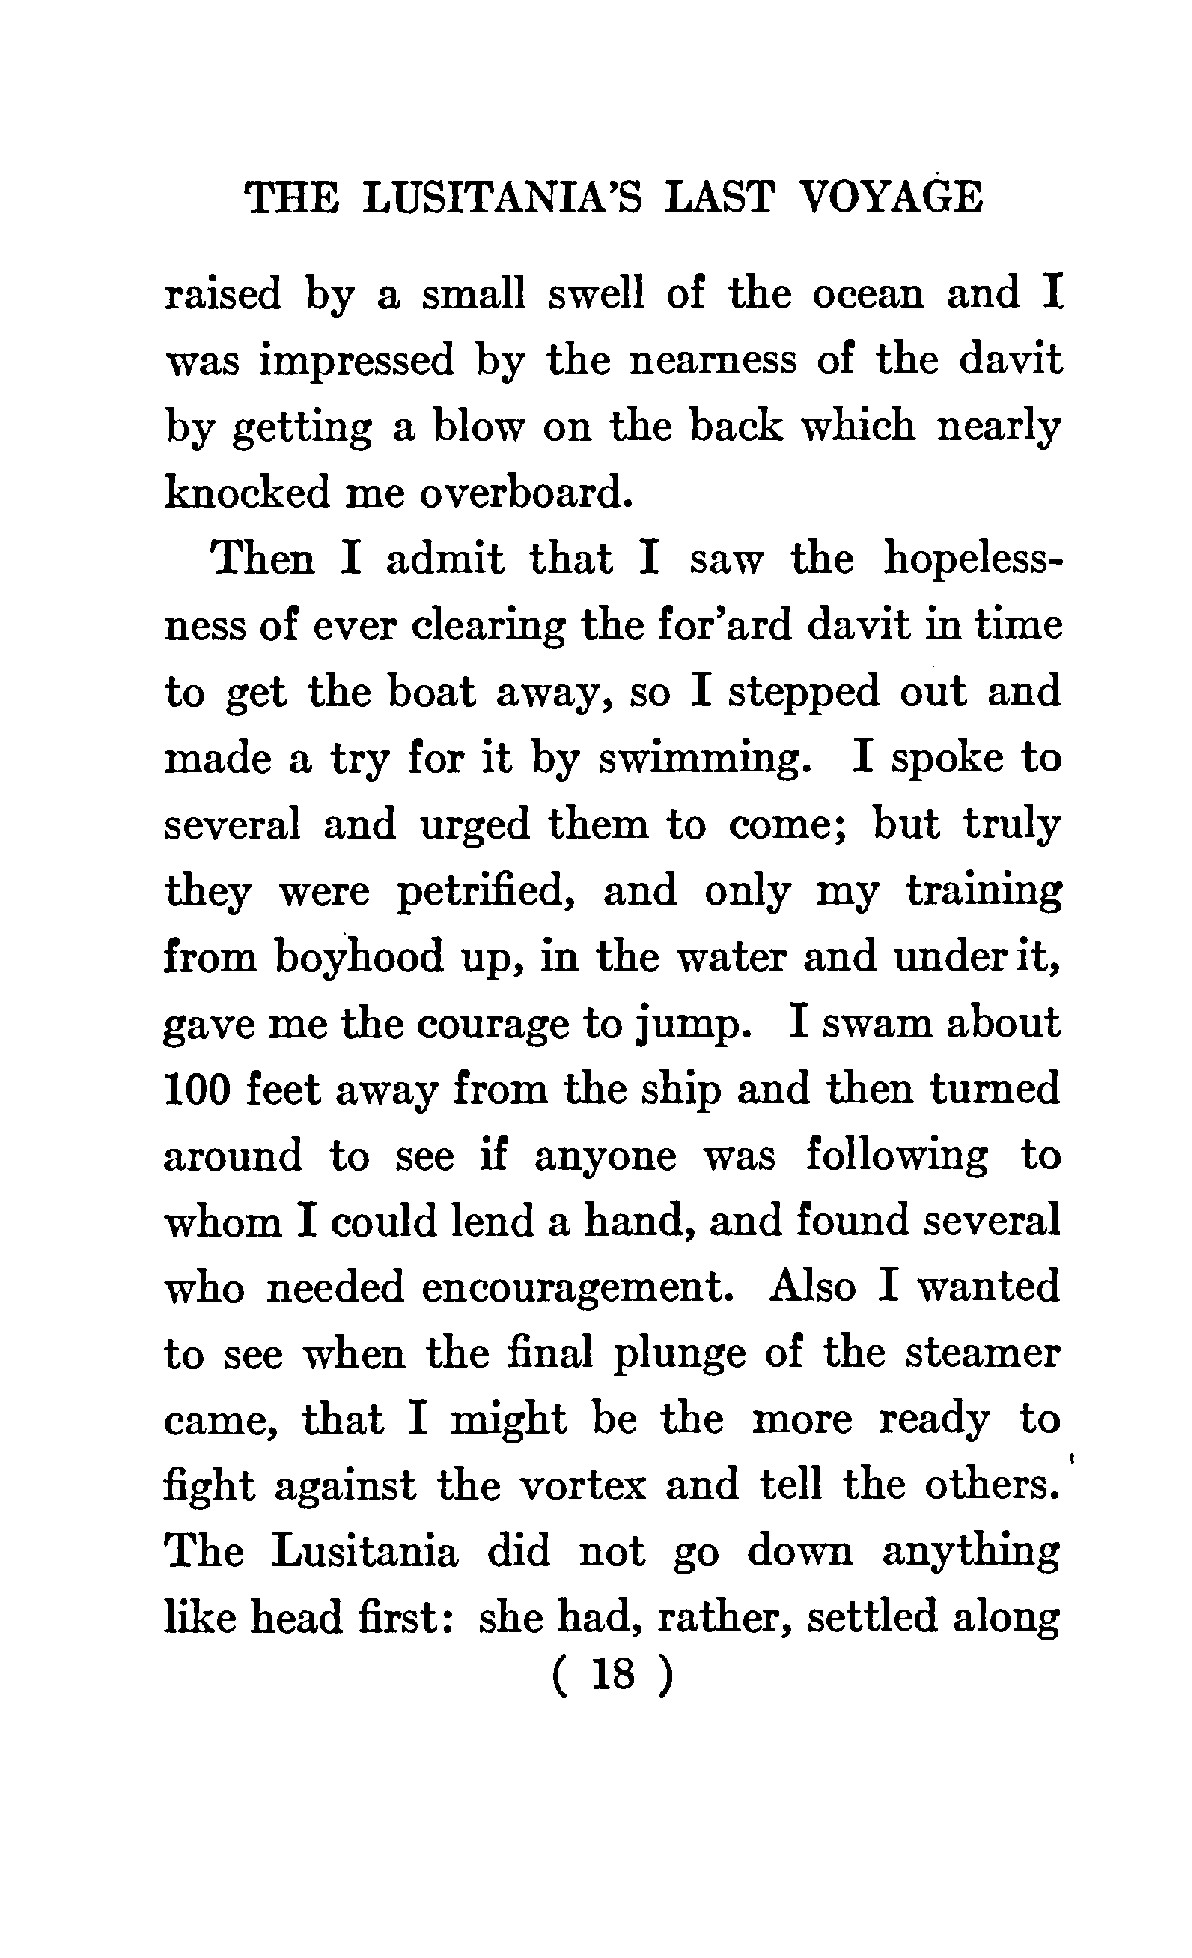 THE LUSITANIA'S LAST VOYAGE
raised by a small swell of the ocean and I
was impressed by the nearness of the davit
by getting a blow on the back which nearly
knocked me overboard.
Then I admit that I saw the hopeless-
ness of ever clearing the for'ard davit in time
to get the boat away, so I stepped out and
made a try for it by swimming. I spoke to
several and urged them to come; but truly
they were petrified, and only my training
from boyhood up, in the water and under it,
gave me the courage to jump. I swam about
100 feet away from the ship and then turned
around to see if anyone was following to
whom I could lend a hand, and found several
who needed encouragement. Also I wanted
to see when the final plunge of the steamer
came, that I might be the more ready to
fight against the vortex and tell the others.
The Lusitania did not go down anything
like head first: she had, rather, settled along
( 18 )